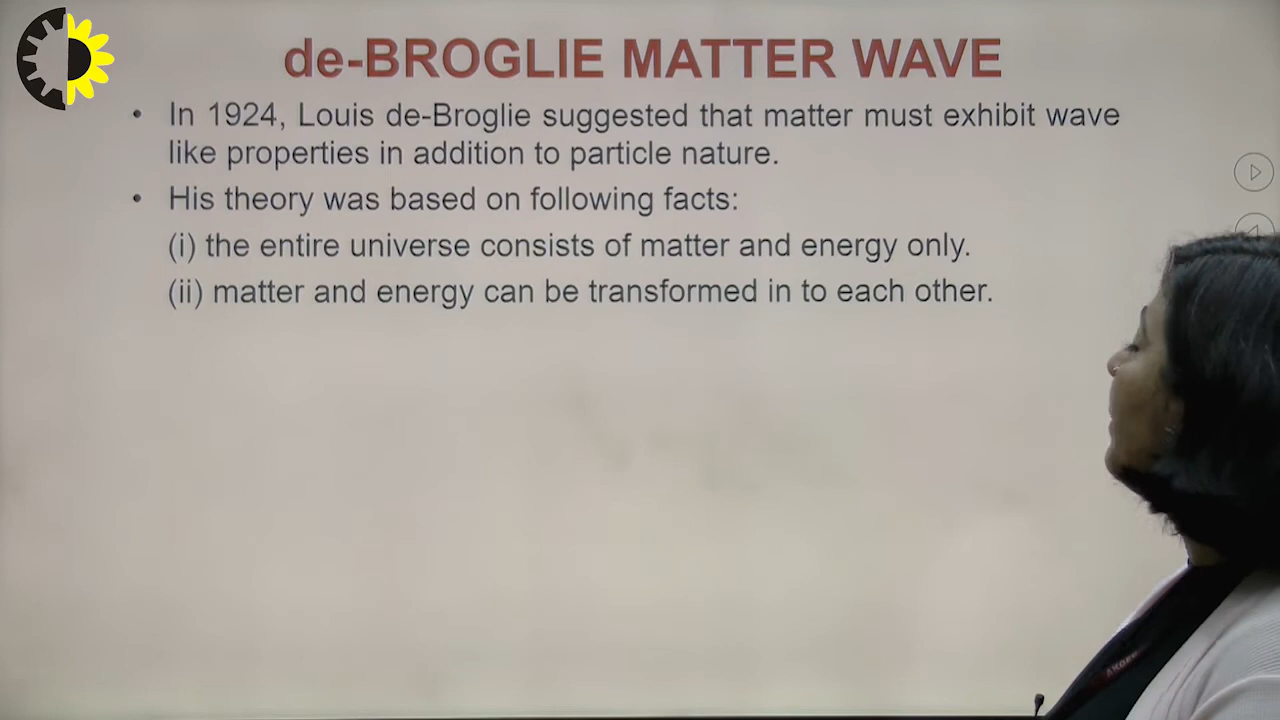 de-BROGLIE MATTER WAVE
• In 1924, Louis de-Broglie suggested that matter must exhibit wave
like properties in addition to particle nature.
• His theory was based on following facts:
(i) the entire universe consists of matter and energy only.
(ii) matter and energy can be transformed in to each other.